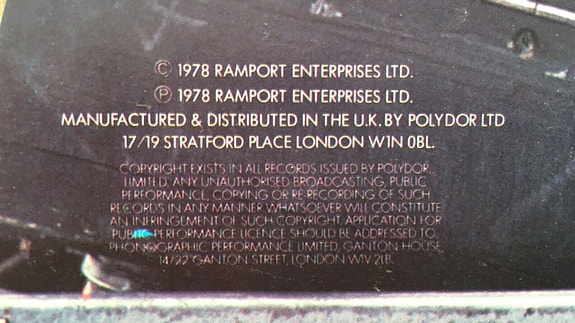 © 1978 RAMPORT ENTERPRISES LTD.
℗ 1978 RAMPORT ENTERPRISES LTD.
MANUFACTURED & DISTRIBUTED IN THE U.K. BY POLYDOR LTD
17/19 STRATFORD PLACE LONDON W1N 0BL.
COPYRIGHT EXISTS IN ALL RECORDS ISSUED BY POLYDOR,
LIMITED, ANY UNAUTHORISED BROADCASTING, PUBLIC
PERFORMANCE, COPYING OR RE-RECORDING OF SUCH
RECORDS IN ANY MANNER WHATSOEVER WILL CONSTITUTE
AN INFRINGEMENT OF SUCH COPYRIGHT APPLICATION FOR
PUBLIC PERFORMANCE LICENCE SHOULD BE ADDRESSED TO
PHONOGRAPHIC PERFORMANCE LIMITED, GANTON HOUSE,
14/22 GANTON STREET, LONDON W1V 2LB.